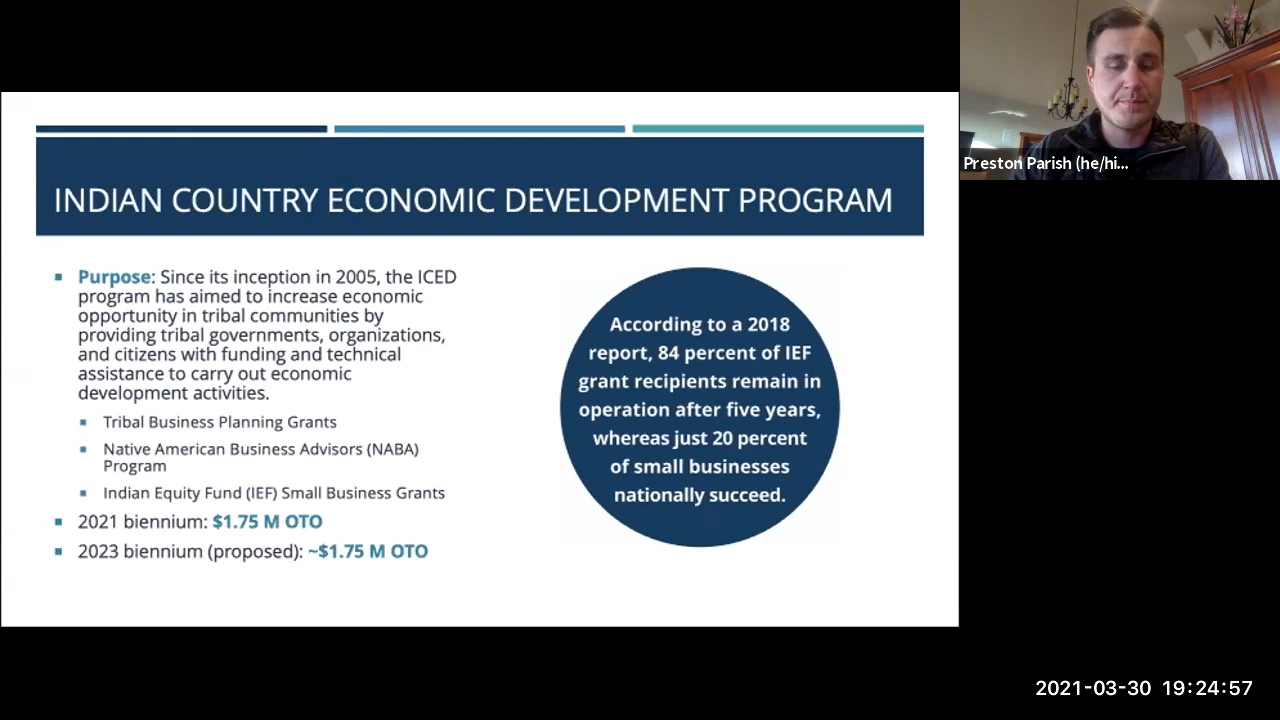 INDIAN COUNTRY ECONOMIC DEVELOPMENT PROGRAM
▪ Purpose: Since its inception in 2005, the ICED
program has aimed to increase economic
opportunity in tribal communities by
providing tribal governments, organizations,
and citizens with funding and technical
assistance to carry out economic
development activities.
▪ Tribal Business Planning Grants
▪ Native American Business Advisors (NABA)
Program
▪ Indian Equity Fund (IEF) Small Business Grants
▪ 2021 biennium: $1.75 M OTO
▪ 2023 biennium (proposed): ~$1.75 M OTO
According to a 2018
report, 84 percent of IEF
grant recipients remain in
operation after five years,
whereas just 20 percent
of small businesses
nationally succeed.
Preston Parish (he/hi...
2021-03-30 19:24:57